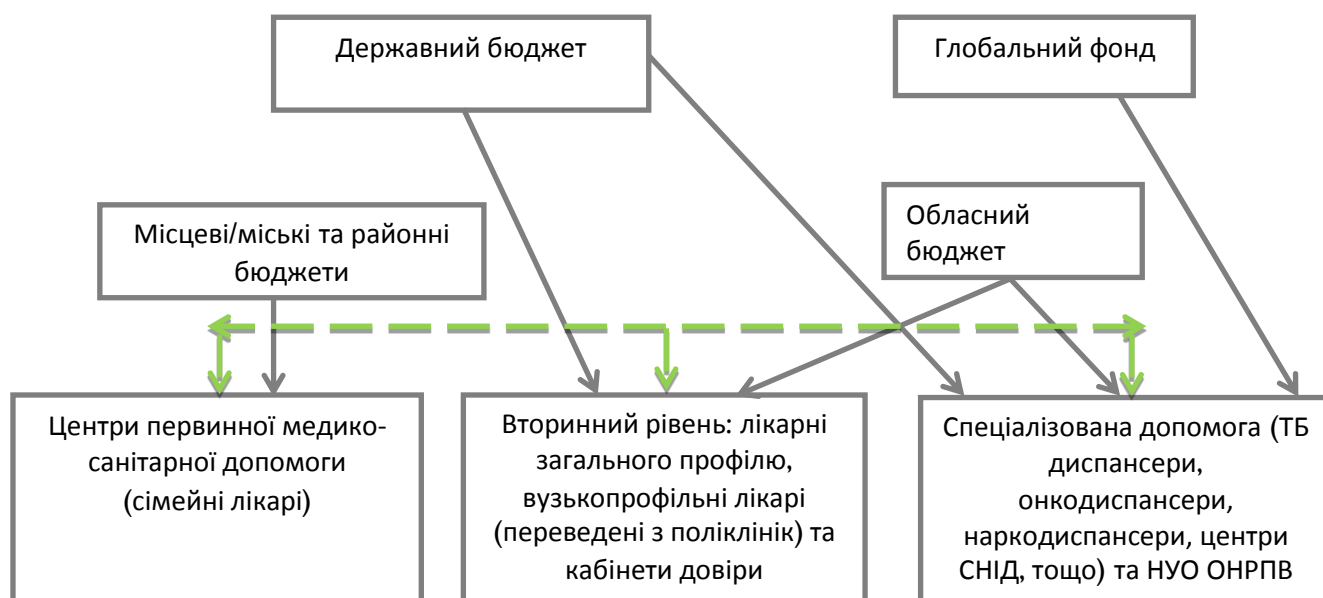 Державний бюджет
Глобальний фонд
Місцеві/міські та районні
бюджети
Обласний
бюджет
Центри первинної медико-
санітарної допомоги
(сімейні лікарі)
Вторинний рівень: лікарні
загального профілю,
вузькопрофільні лікарі
(переведені з поліклінік) та
кабінети довіри
Спеціалізована допомога (ТБ
диспансери,
онкодиспансери,
наркодиспансери, центри
СНІД, тощо) та НУО ОНРПВ